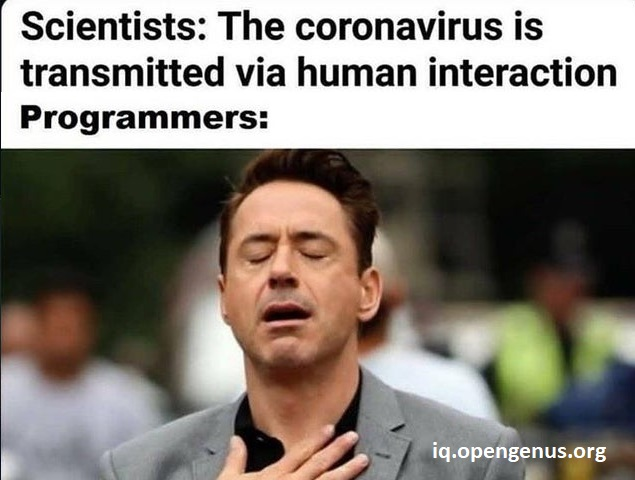 Scientists: The coronavirus is
transmitted via human interaction
Programmers:
iq.opengenus.org